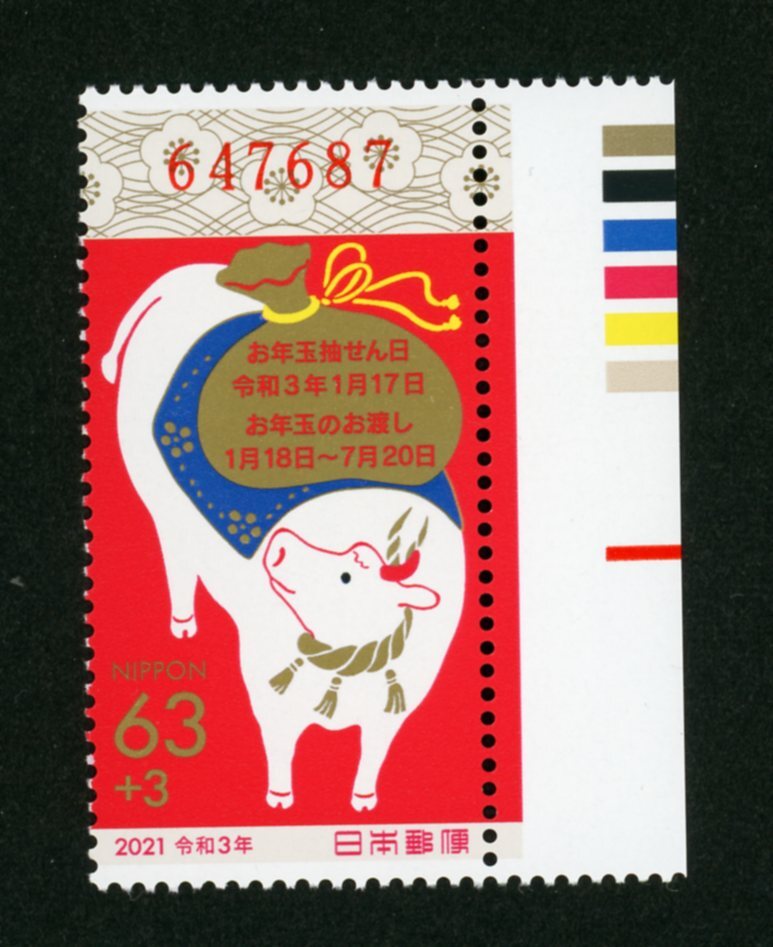 647687
お年玉抽せん日
令和3年1月17日
お年玉のお渡し
1月18日～7月20日
NIPPON
63
+3
2021 令和3年
日本郵便